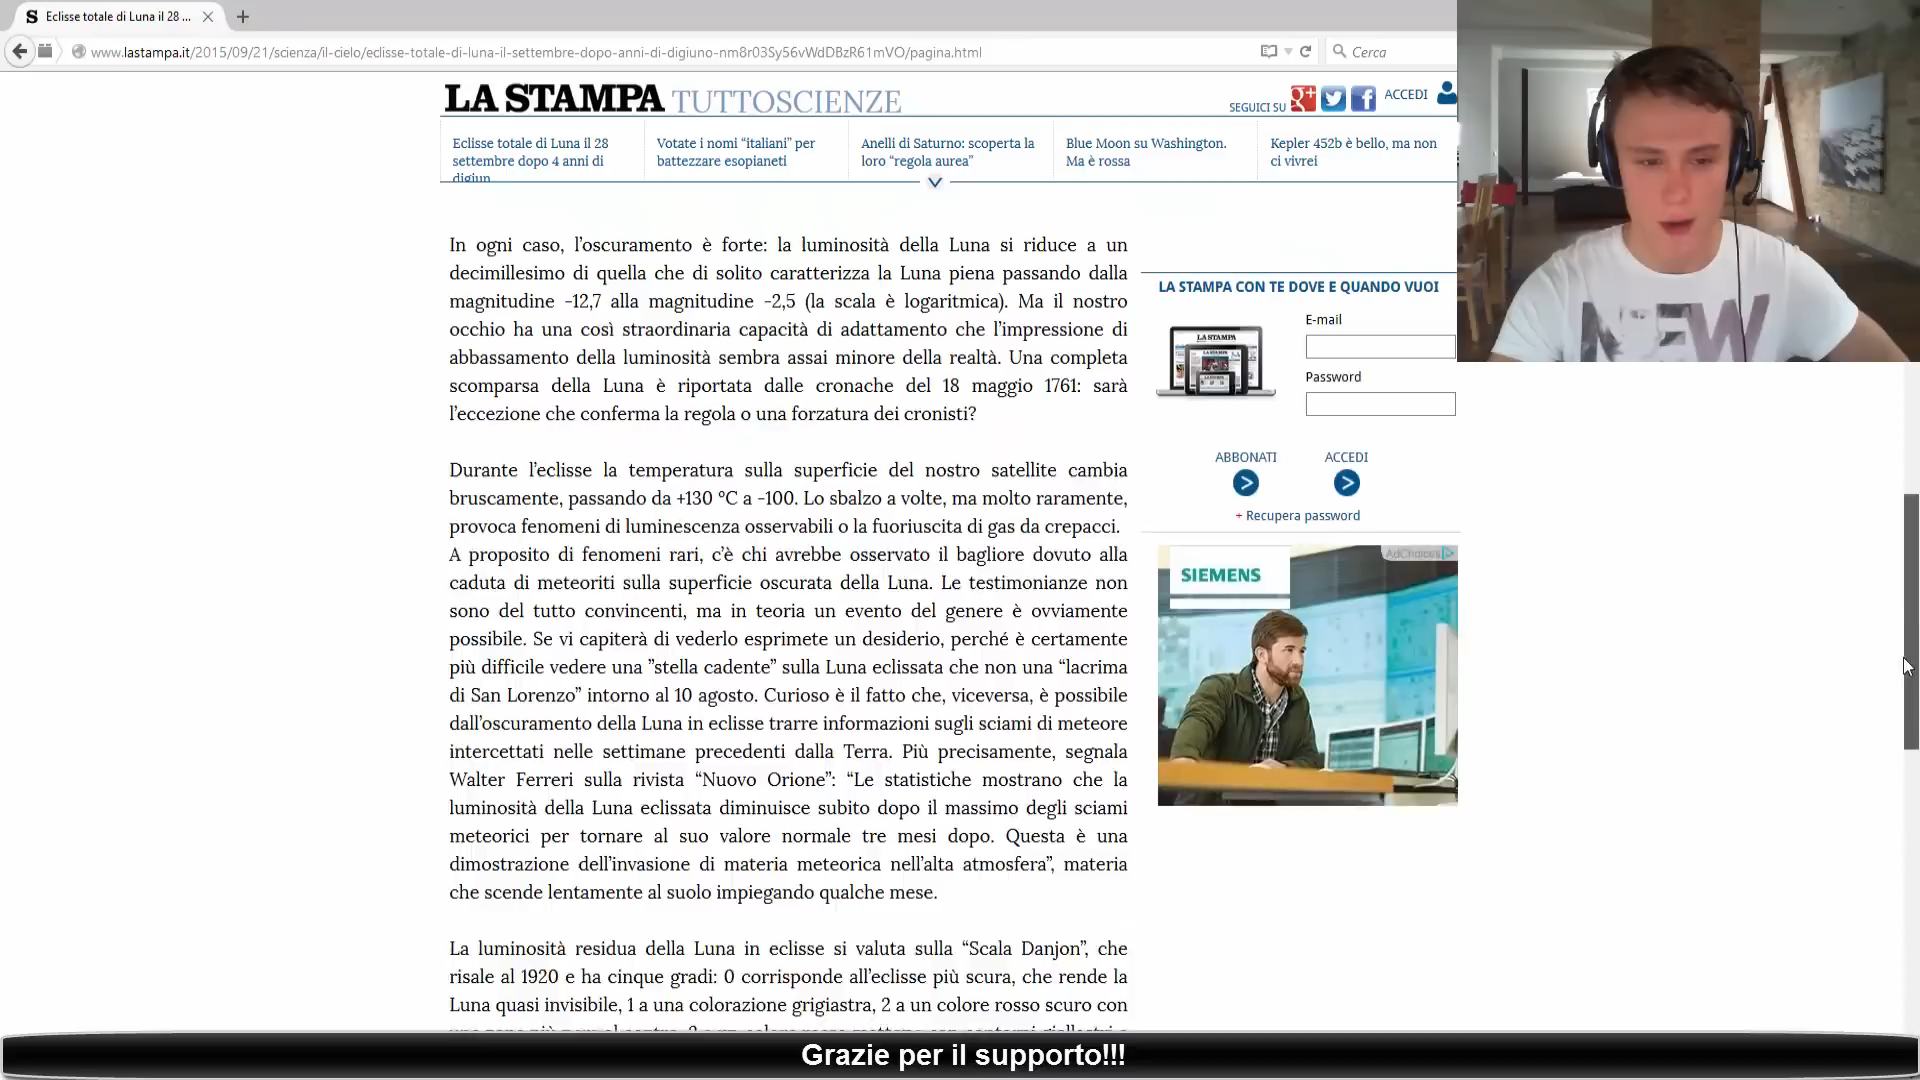 S Eclisse totale di Luna il 28 ...
www.lastampa.it/2015/09/21/scienza/il-cielo/eclisse-totale-di-luna-il-settembre-dopo-anni-di-digiuno-nm8r03Sy56vWdDBzR61mVO/pagina.html
Cerca
LA STAMPA TUTTOSCIENZE
SEGUICI SU
ACCEDI
Eclisse totale di Luna il 28
settembre dopo 4 anni di
digiun
Votate i nomi “italiani” per
battezzare esopianeti
Anelli di Saturno: scoperta la
loro “regola aurea”
Blue Moon su Washington.
Ma è rossa
Kepler 452b è bello, ma non
ci vivrei
In ogni caso, l’oscuramento è forte: la luminosità della Luna si riduce a un
decimillesimo di quella che di solito caratterizza la Luna piena passando dalla
magnitudine -12,7 alla magnitudine -2,5 (la scala è logaritmica). Ma il nostro
occhio ha una così straordinaria capacità di adattamento che l’impressione di
abbassamento della luminosità sembra assai minore della realtà. Una completa
scomparsa della Luna è riportata dalle cronache del 18 maggio 1761: sarà
l’eccezione che conferma la regola o una forzatura dei cronisti?
Durante l’eclisse la temperatura sulla superficie del nostro satellite cambia
bruscamente, passando da +130 °C a -100. Lo sbalzo a volte, ma molto raramente,
provoca fenomeni di luminescenza osservabili o la fuoriuscita di gas da crepacci.
A proposito di fenomeni rari, c’è chi avrebbe osservato il bagliore dovuto alla
caduta di meteoriti sulla superficie oscurata della Luna. Le testimonianze non
sono del tutto convincenti, ma in teoria un evento del genere è ovviamente
possibile. Se vi capiterà di vederlo esprimete un desiderio, perché è certamente
più difficile vedere una ”stella cadente” sulla Luna eclissata che non una “lacrima
di San Lorenzo” intorno al 10 agosto. Curioso è il fatto che, viceversa, è possibile
dall’oscuramento della Luna in eclisse trarre informazioni sugli sciami di meteore
intercettati nelle settimane precedenti dalla Terra. Più precisamente, segnala
Walter Ferreri sulla rivista “Nuovo Orione”: “Le statistiche mostrano che la
luminosità della Luna eclissata diminuisce subito dopo il massimo degli sciami
meteorici per tornare al suo valore normale tre mesi dopo. Questa è una
dimostrazione dell’invasione di materia meteorica nell’alta atmosfera”, materia
che scende lentamente al suolo impiegando qualche mese.
La luminosità residua della Luna in eclisse si valuta sulla “Scala Danjon”, che
risale al 1920 e ha cinque gradi: 0 corrisponde all’eclisse più scura, che rende la
Luna quasi invisibile, 1 a una colorazione grigiastra, 2 a un colore rosso scuro con
LA STAMPA CON TE DOVE E QUANDO VUOI
LA STAMPA
E-mail
Password
ABBONATI
ACCEDI
+ Recupera password
AdChoices
SIEMENS
NEW
Grazie per il supporto!!!